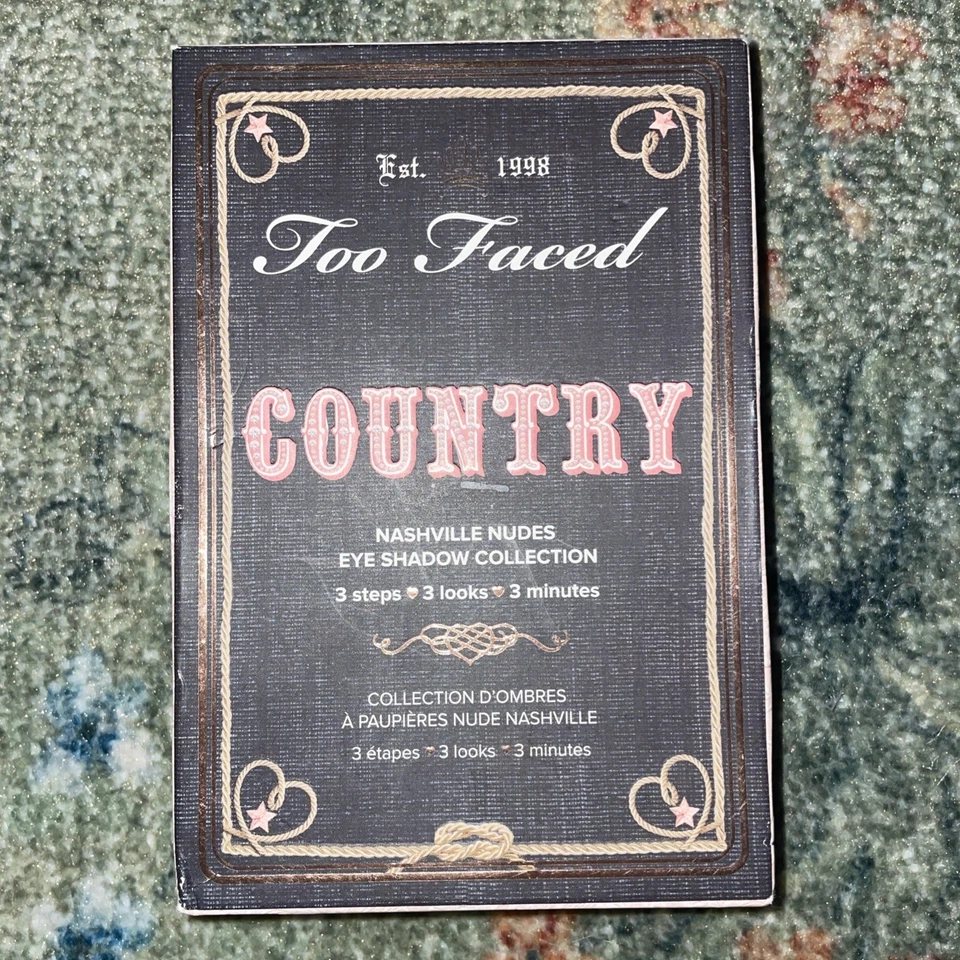 Est. 1998
Too Faced
COUNTRY
NASHVILLE NUDES
EYE SHADOW COLLECTION
3 steps 3 looks 3 minutes
COLLECTION D'OMBRES
À PAUPIÈRES NUDE NASHVILLE
3 étapes 3 looks 3 minutes